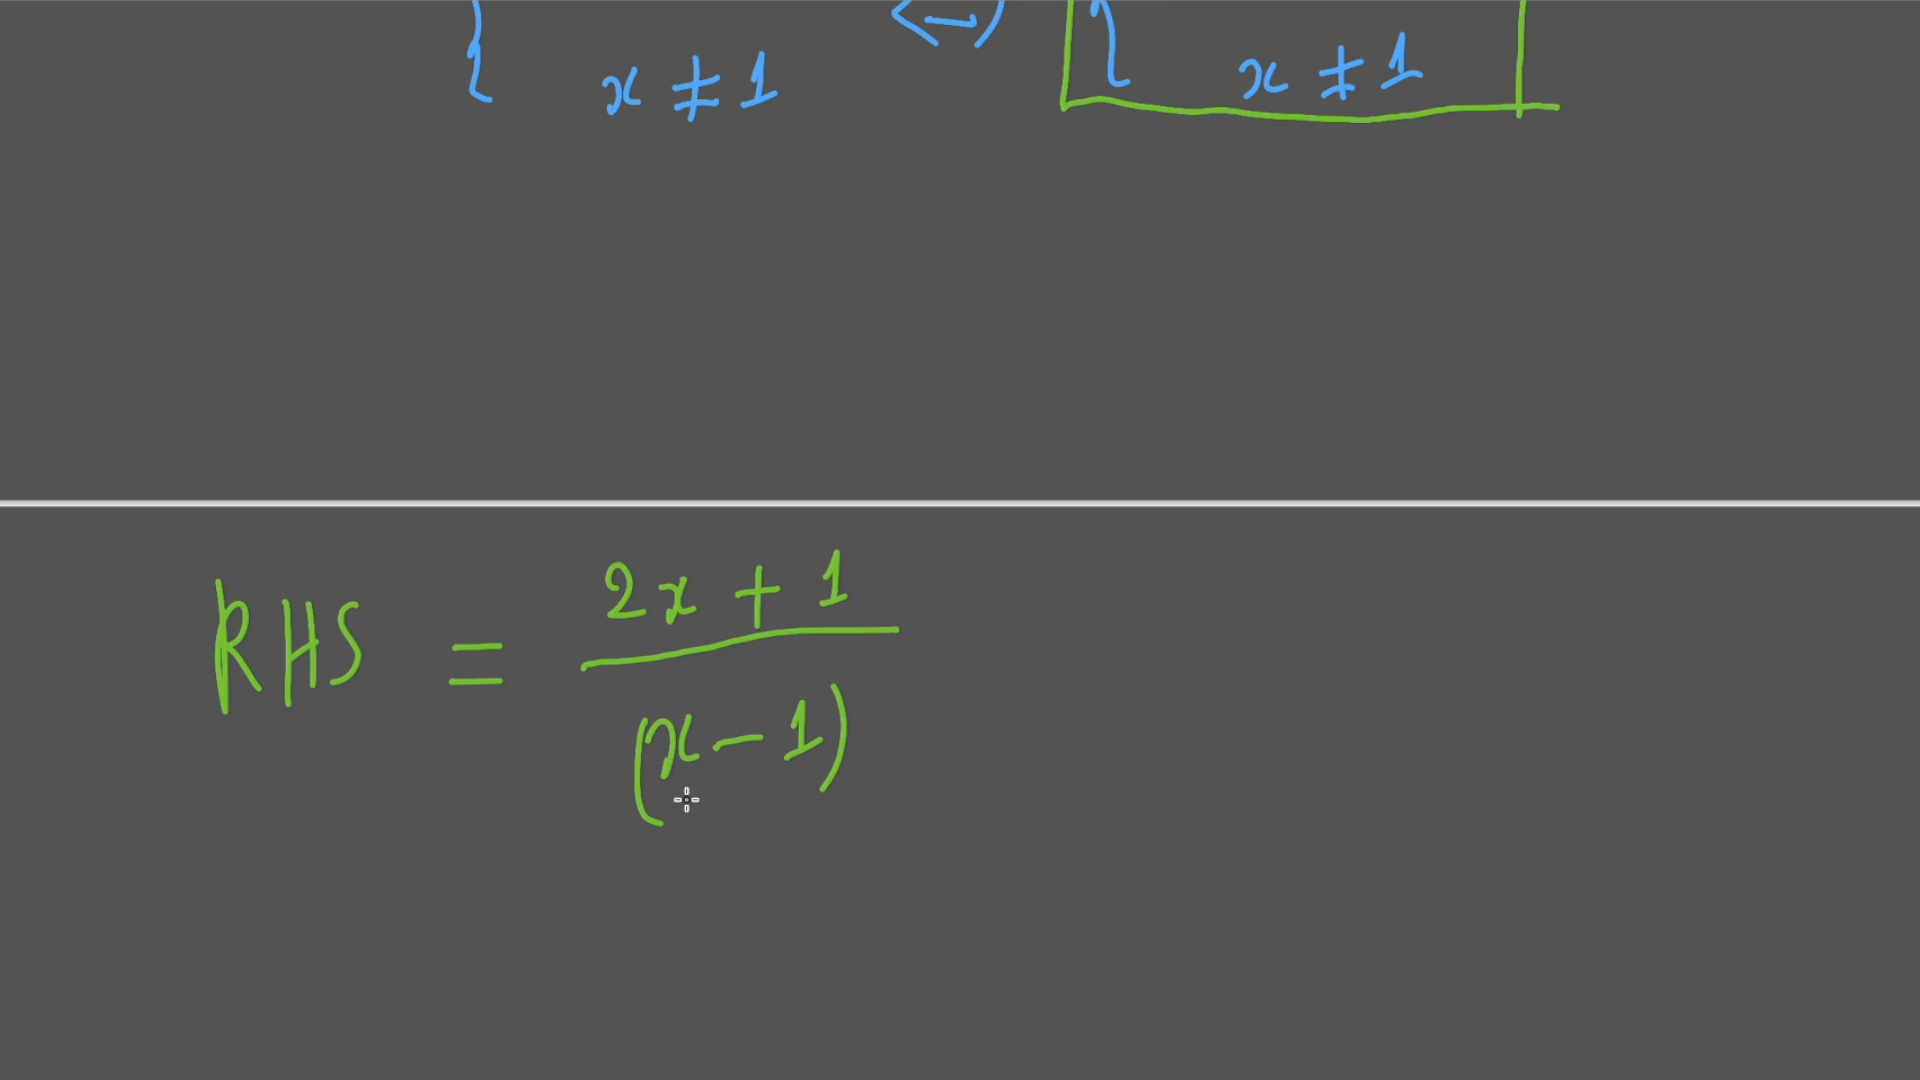 { x ≠ 1 ⟷ ) { x ≠ 1
RHS = 2x + 1
(x - 1)